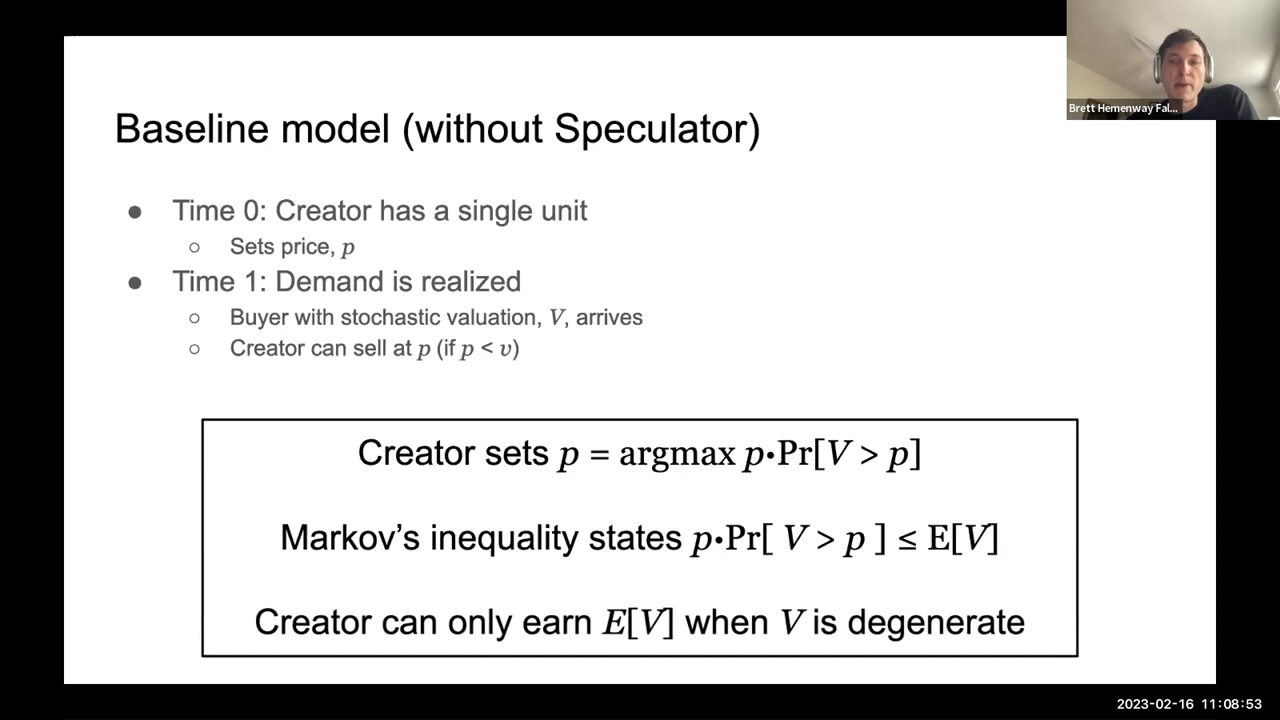 Brett Hemenway Fal...
Baseline model (without Speculator)
● Time 0: Creator has a single unit
○ Sets price, p
● Time 1: Demand is realized
○ Buyer with stochastic valuation, V, arrives
○ Creator can sell at p (if p < v)
Creator sets p = argmax p•Pr[V > p]
Markov's inequality states p•Pr[ V > p ] ≤ E[V]
Creator can only earn E[V] when V is degenerate
2023-02-16 11:08:53